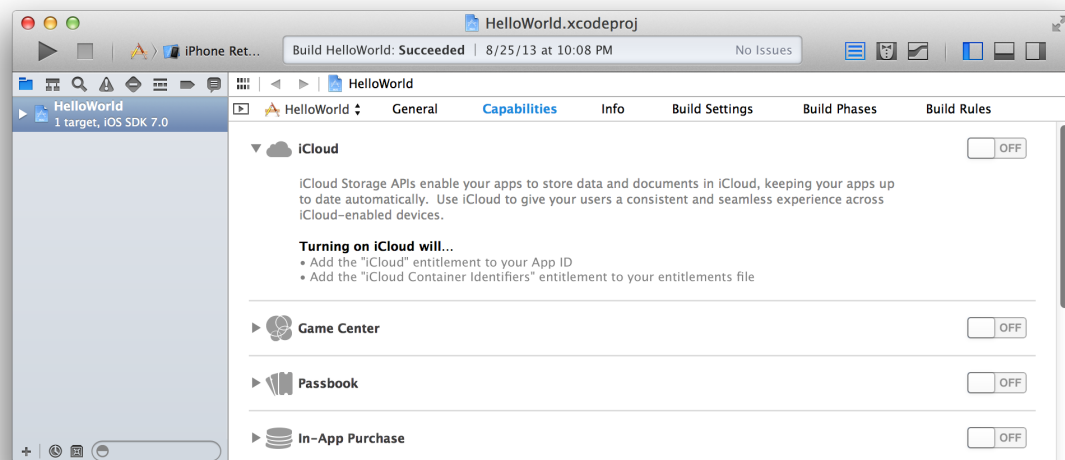 HelloWorld.xcodeproj
iPhone Ret...
Build HelloWorld: Succeeded | 8/25/13 at 10:08 PM
No Issues
HelloWorld
HelloWorld
1 target, iOS SDK 7.0
HelloWorld
General
Capabilities
Info
Build Settings
Build Phases
Build Rules
iCloud
OFF
iCloud Storage APIs enable your apps to store data and documents in iCloud, keeping your apps up
to date automatically.  Use iCloud to give your users a consistent and seamless experience across
iCloud-enabled devices.
Turning on iCloud will...
• Add the "iCloud" entitlement to your App ID
• Add the "iCloud Container Identifiers" entitlement to your entitlements file
Game Center
OFF
Passbook
OFF
In-App Purchase
OFF